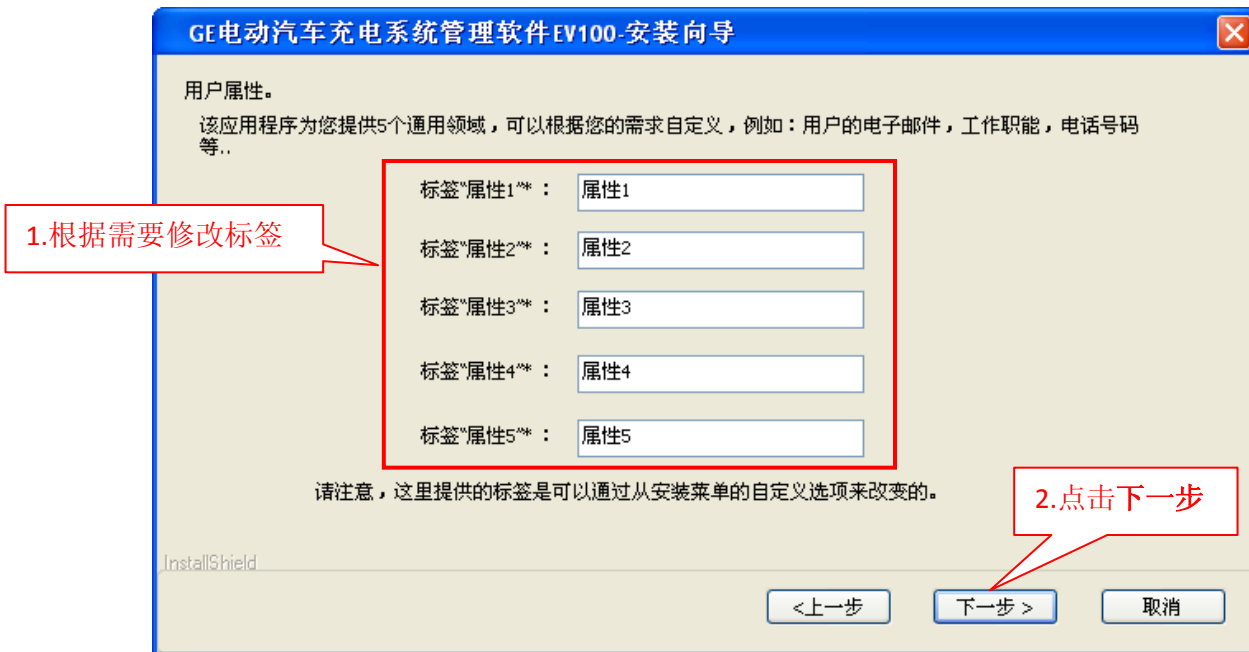 GE电动汽车充电系统管理软件EV100-安装向导
用户属性。
该应用程序为您提供5个通用领域，可以根据您的需求自定义，例如：用户的电子邮件，工作职能，电话号码
等..
标签"属性1"*： 属性1
1.根据需要修改标签
标签"属性2"*： 属性2
标签"属性3"*： 属性3
标签"属性4"*： 属性4
标签"属性5"*： 属性5
请注意，这里提供的标签是可以通过从安装菜单的自定义选项来改变的。
2.点击下一步
InstallShield
<上一步 下一步 > 取消